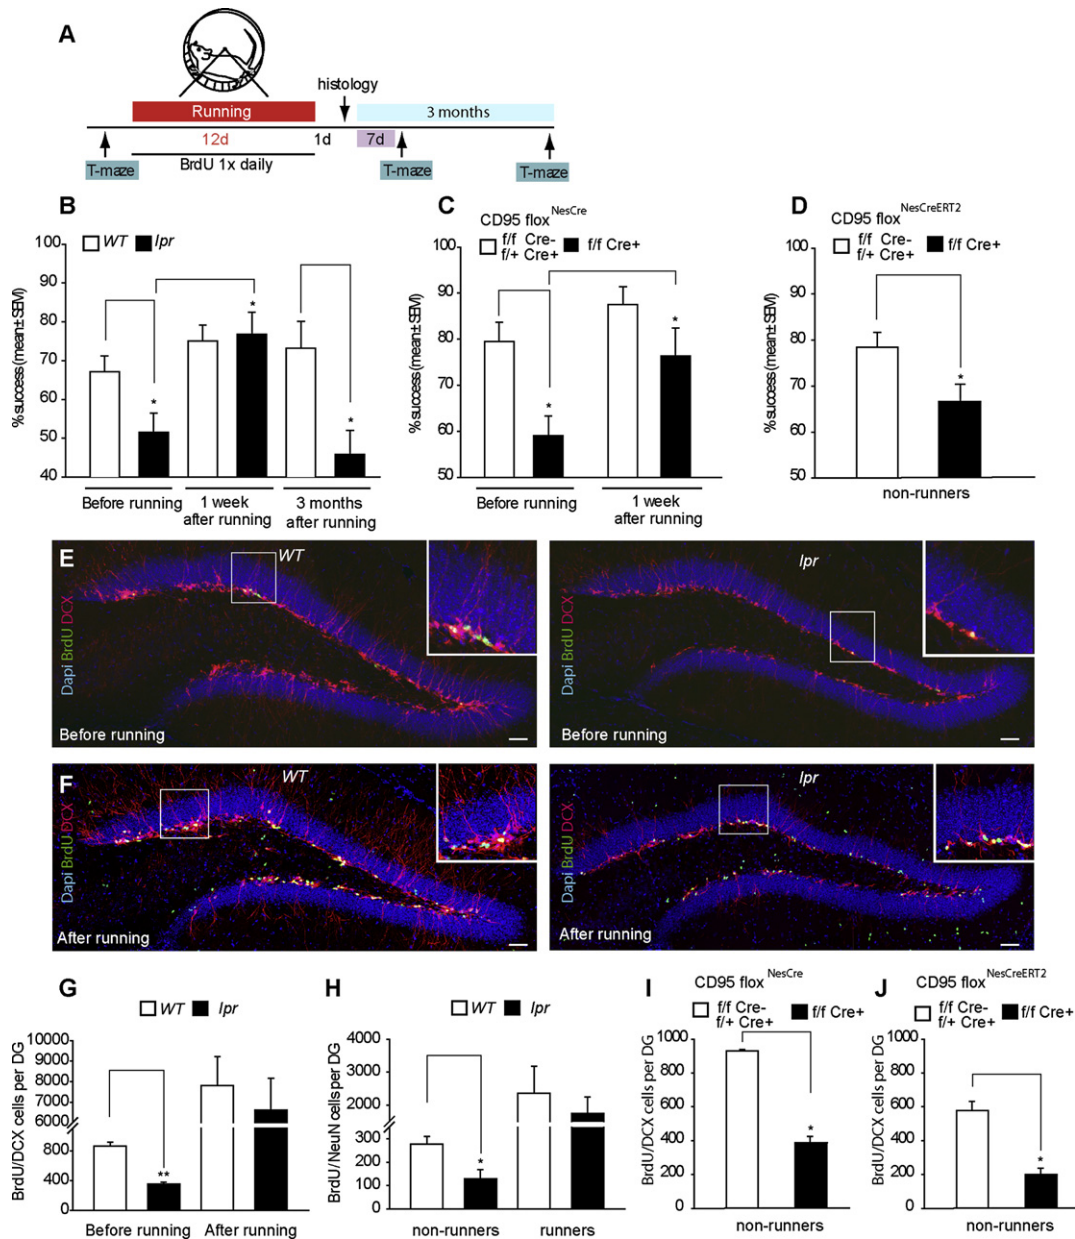 A
histology
Running
3 months
12d
1d
7d
BrdU 1x daily
T-maze
T-maze
T-maze
B
WT
lpr
%success (mean±SEM)
100
90
80
70
60
50
40
Before running
1 week
after running
3 months
after running
C
CD95 flox NesCre
f/f Cre-
f/+ Cre+
f/f Cre+
%success (mean±SEM)
100
90
80
70
60
50
Before running
1 week
after running
D
CD95 flox NesCreERT2
f/f Cre-
f/+ Cre+
f/f Cre+
%success (mean±SEM)
100
90
80
70
60
50
non-runners
*
*
*
*
*
*
E
WT
Dapi BrdU DCX
Before running
lpr
Dapi BrdU DCX
Before running
F
WT
Dapi BrdU DCX
After running
lpr
Dapi BrdU DCX
After running
G
WT
lpr
BrdU/DCX cells per DG
10000
9000
8000
7000
6000
800
400
0
**
Before running
After running
H
WT
lpr
BrdU/NeuN cells per DG
4000
3000
2000
300
200
100
0
*
non-runners
runners
I
CD95 flox NesCre
f/f Cre-
f/+ Cre+
f/f Cre+
BrdU/DCX cells per DG
1000
800
600
400
200
0
*
non-runners
J
CD95 flox NesCreERT2
f/f Cre-
f/+ Cre+
f/f Cre+
BrdU/DCX cells per DG
1000
800
600
400
200
0
*
non-runners